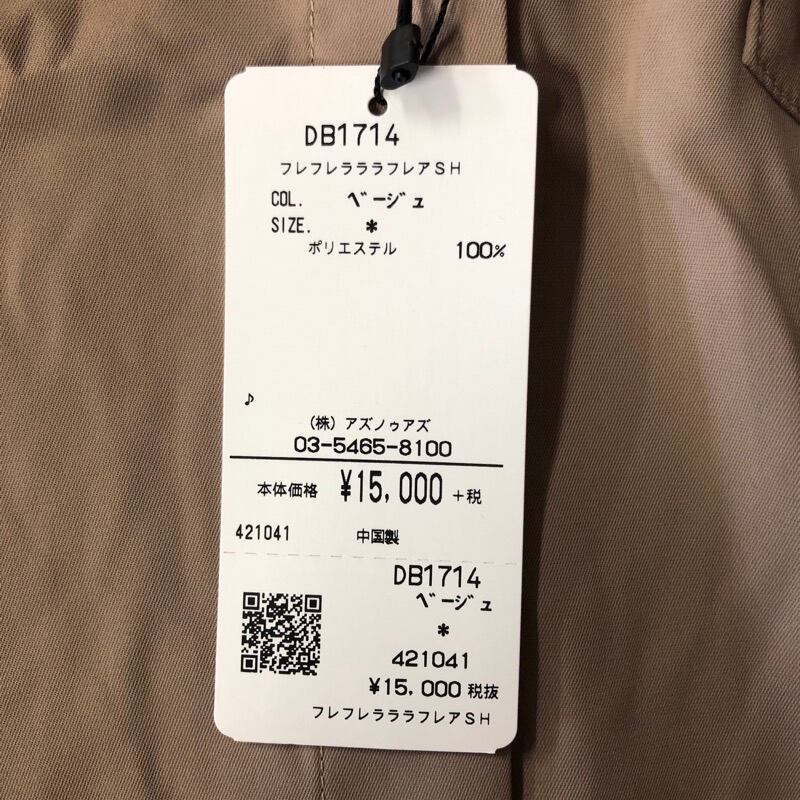 DB1714
フレフレラララフレアSH
COL. ベージュ
SIZE. *
ポリエステル 100%
♪
(株)アズノゥアズ
03-5465-8100
本体価格 ¥15,000 +税
421041 中国製
DB1714
ベージュ
*
421041
¥15,000 税抜
フレフレラララフレアSH